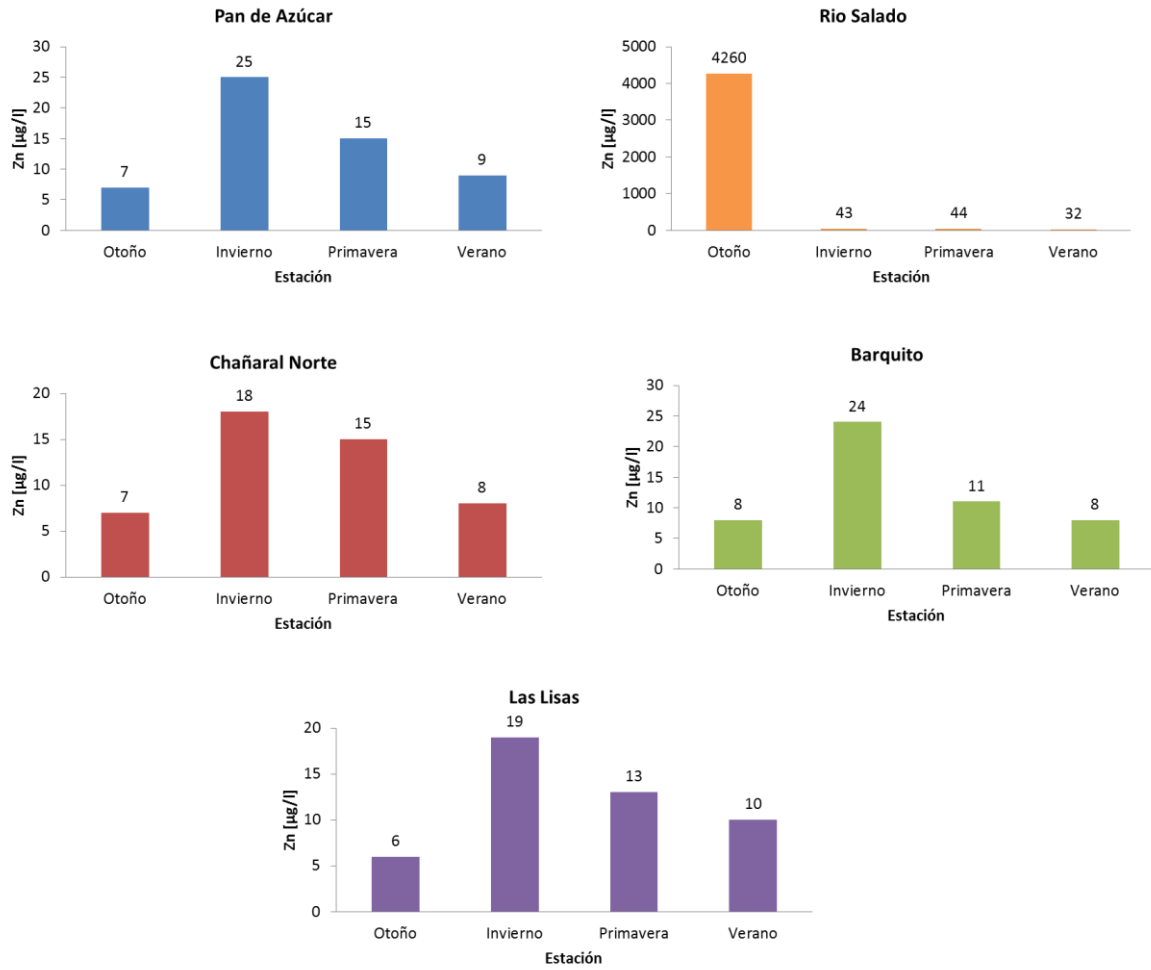 Pan de Azúcar
30
25
20
15
10
5
0
Zn [µg/l]
7
25
15
9
Otoño Invierno Primavera Verano
Estación
Rio Salado
5000
4000
3000
2000
1000
0
Zn [µg/l]
4260
43
44
32
Otoño Invierno Primavera Verano
Estación
Chañaral Norte
20
15
10
5
0
Zn [µg/l]
7
18
15
8
Otoño Invierno Primavera Verano
Estación
Barquito
30
25
20
15
10
5
0
Zn [µg/l]
8
24
11
8
Otoño Invierno Primavera Verano
Estación
Las Lisas
20
15
10
5
0
Zn [µg/l]
6
19
13
10
Otoño Invierno Primavera Verano
Estación